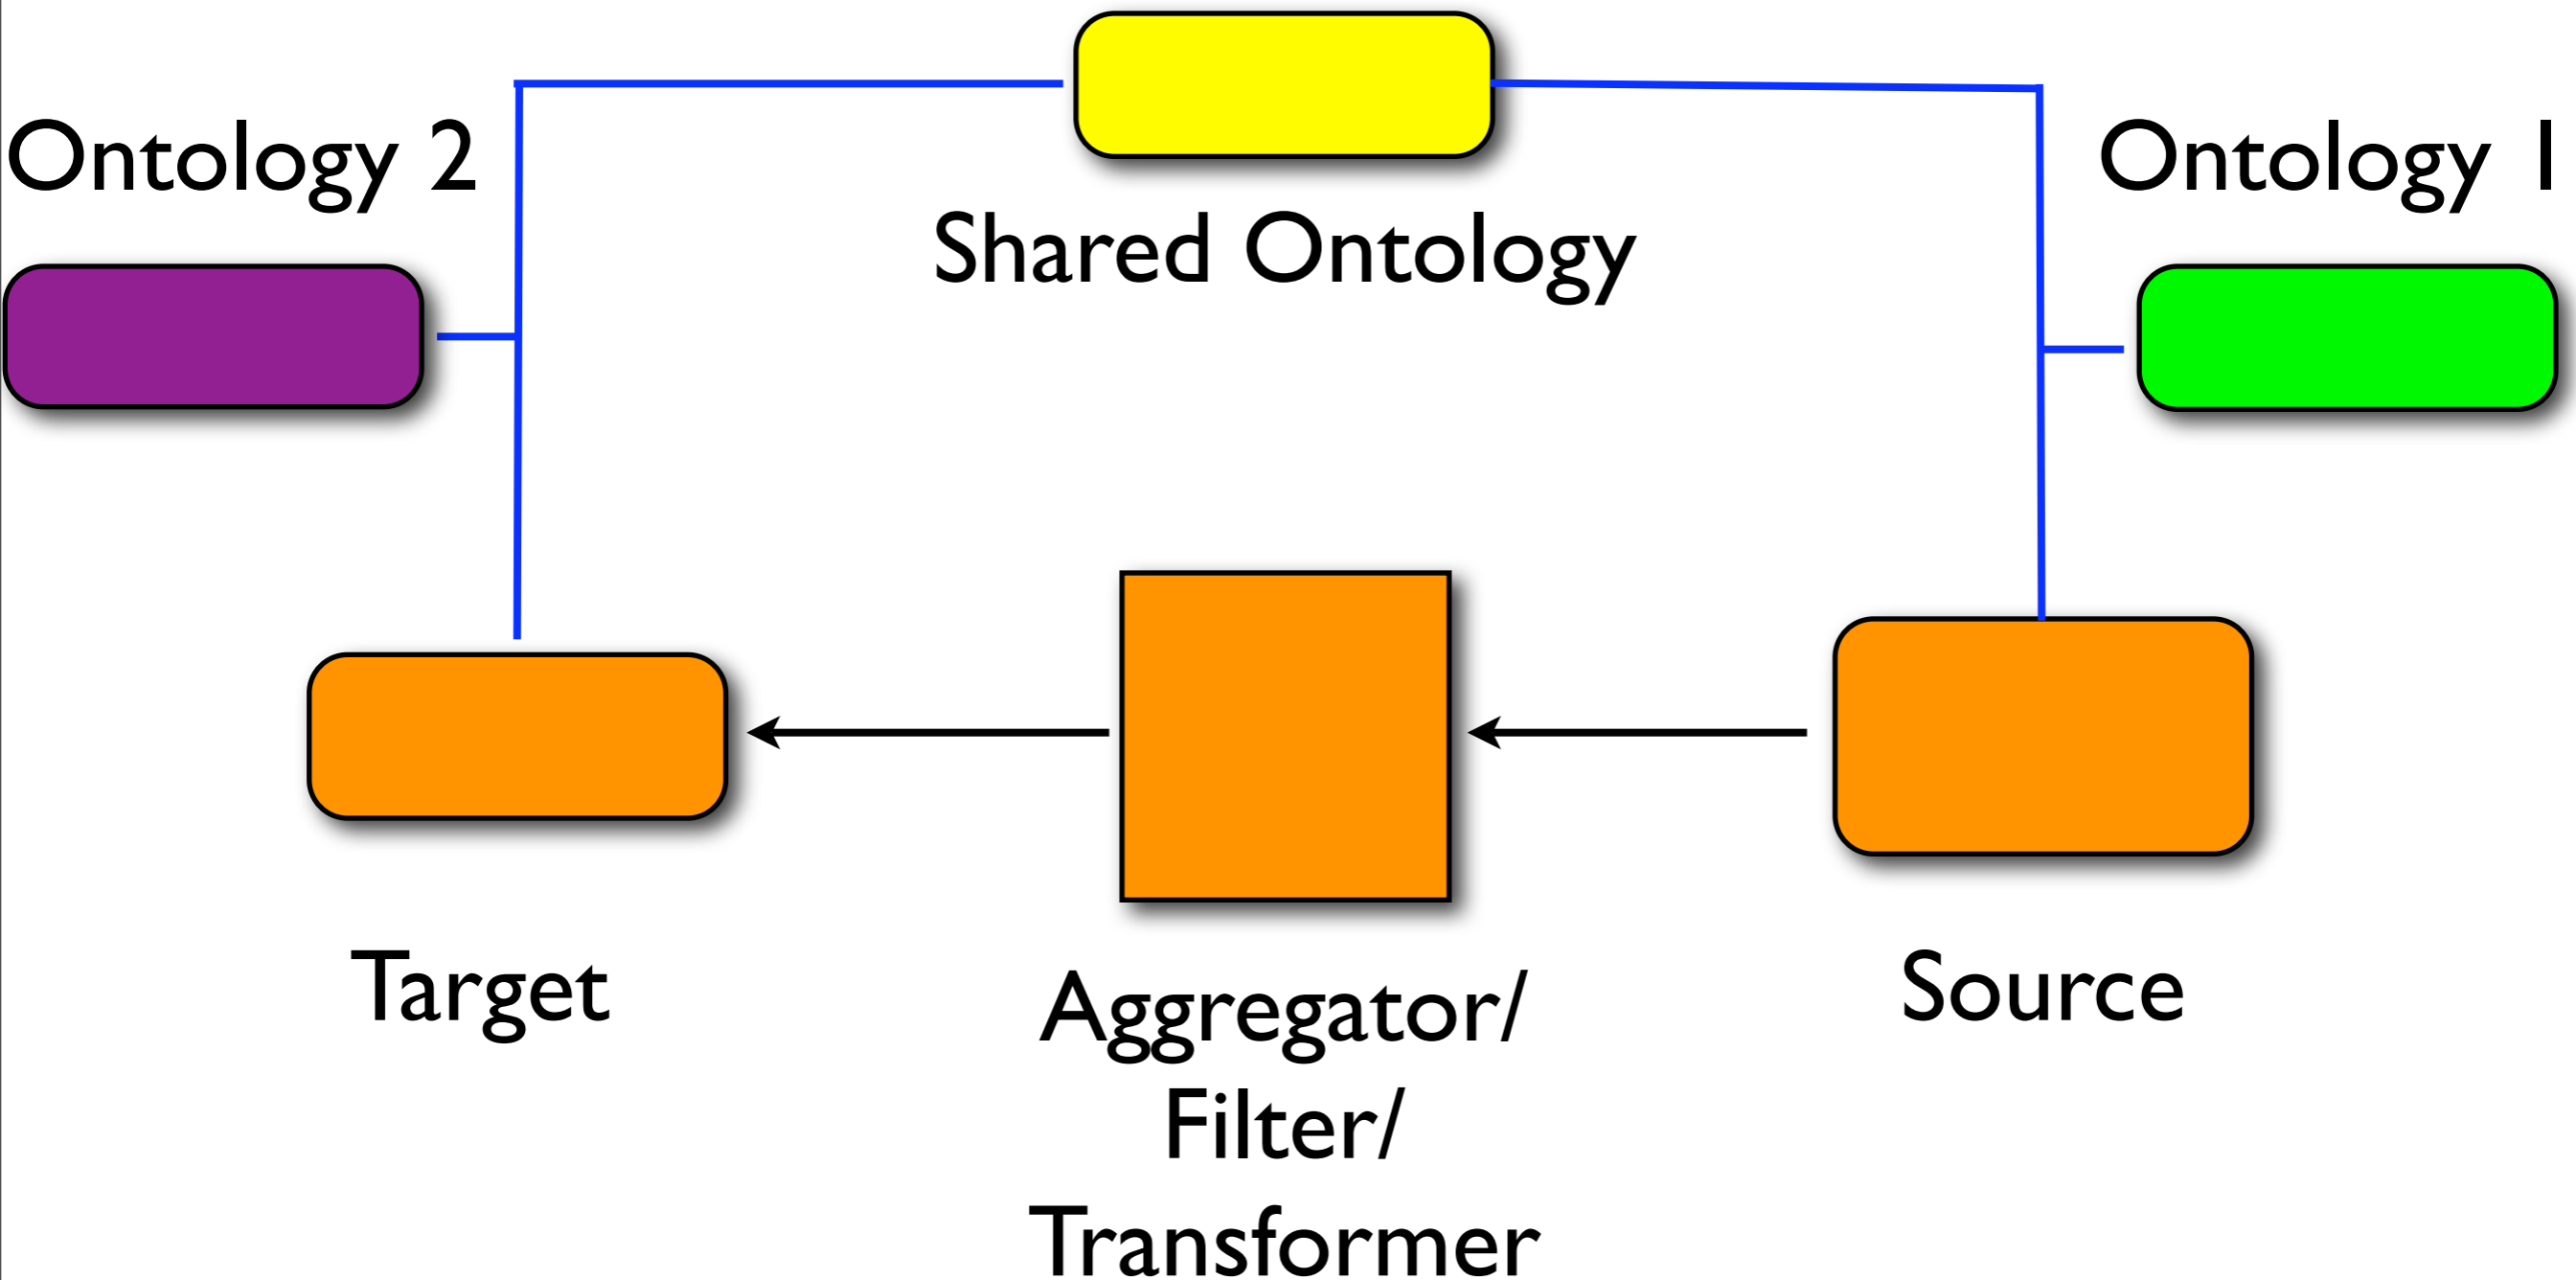 Ontology 2
Ontology 1
Shared Ontology
Target
Source
Aggregator/
Filter/
Transformer